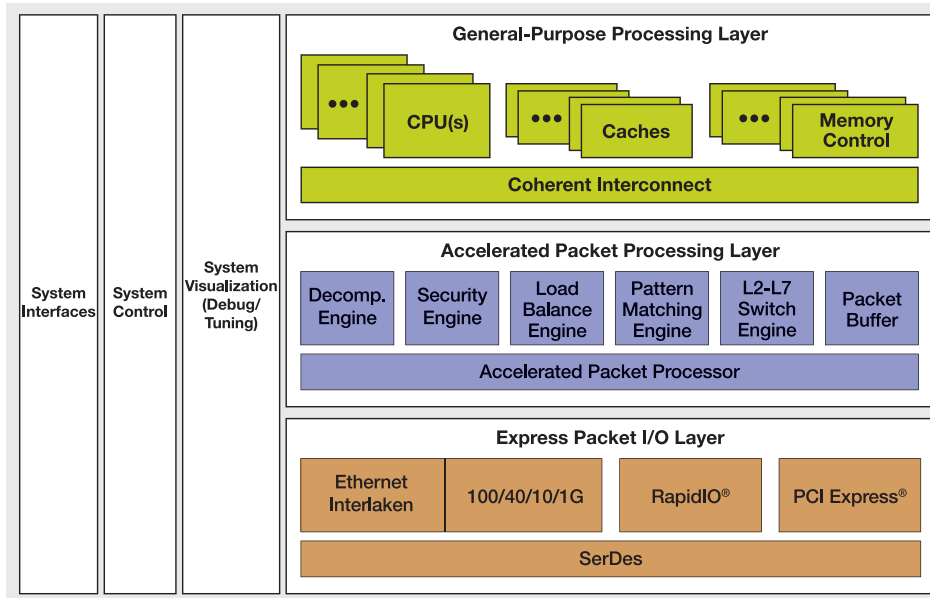 System
Interfaces
System
Control
System
Visualization
(Debug/
Tuning)
General-Purpose Processing Layer
CPU(s)
Caches
Memory
Control
Coherent Interconnect
Accelerated Packet Processing Layer
Decomp.
Engine
Security
Engine
Load
Balance
Engine
Pattern
Matching
Engine
L2-L7
Switch
Engine
Packet
Buffer
Accelerated Packet Processor
Express Packet I/O Layer
Ethernet
Interlaken
100/40/10/1G
RapidIO®
PCI Express®
SerDes